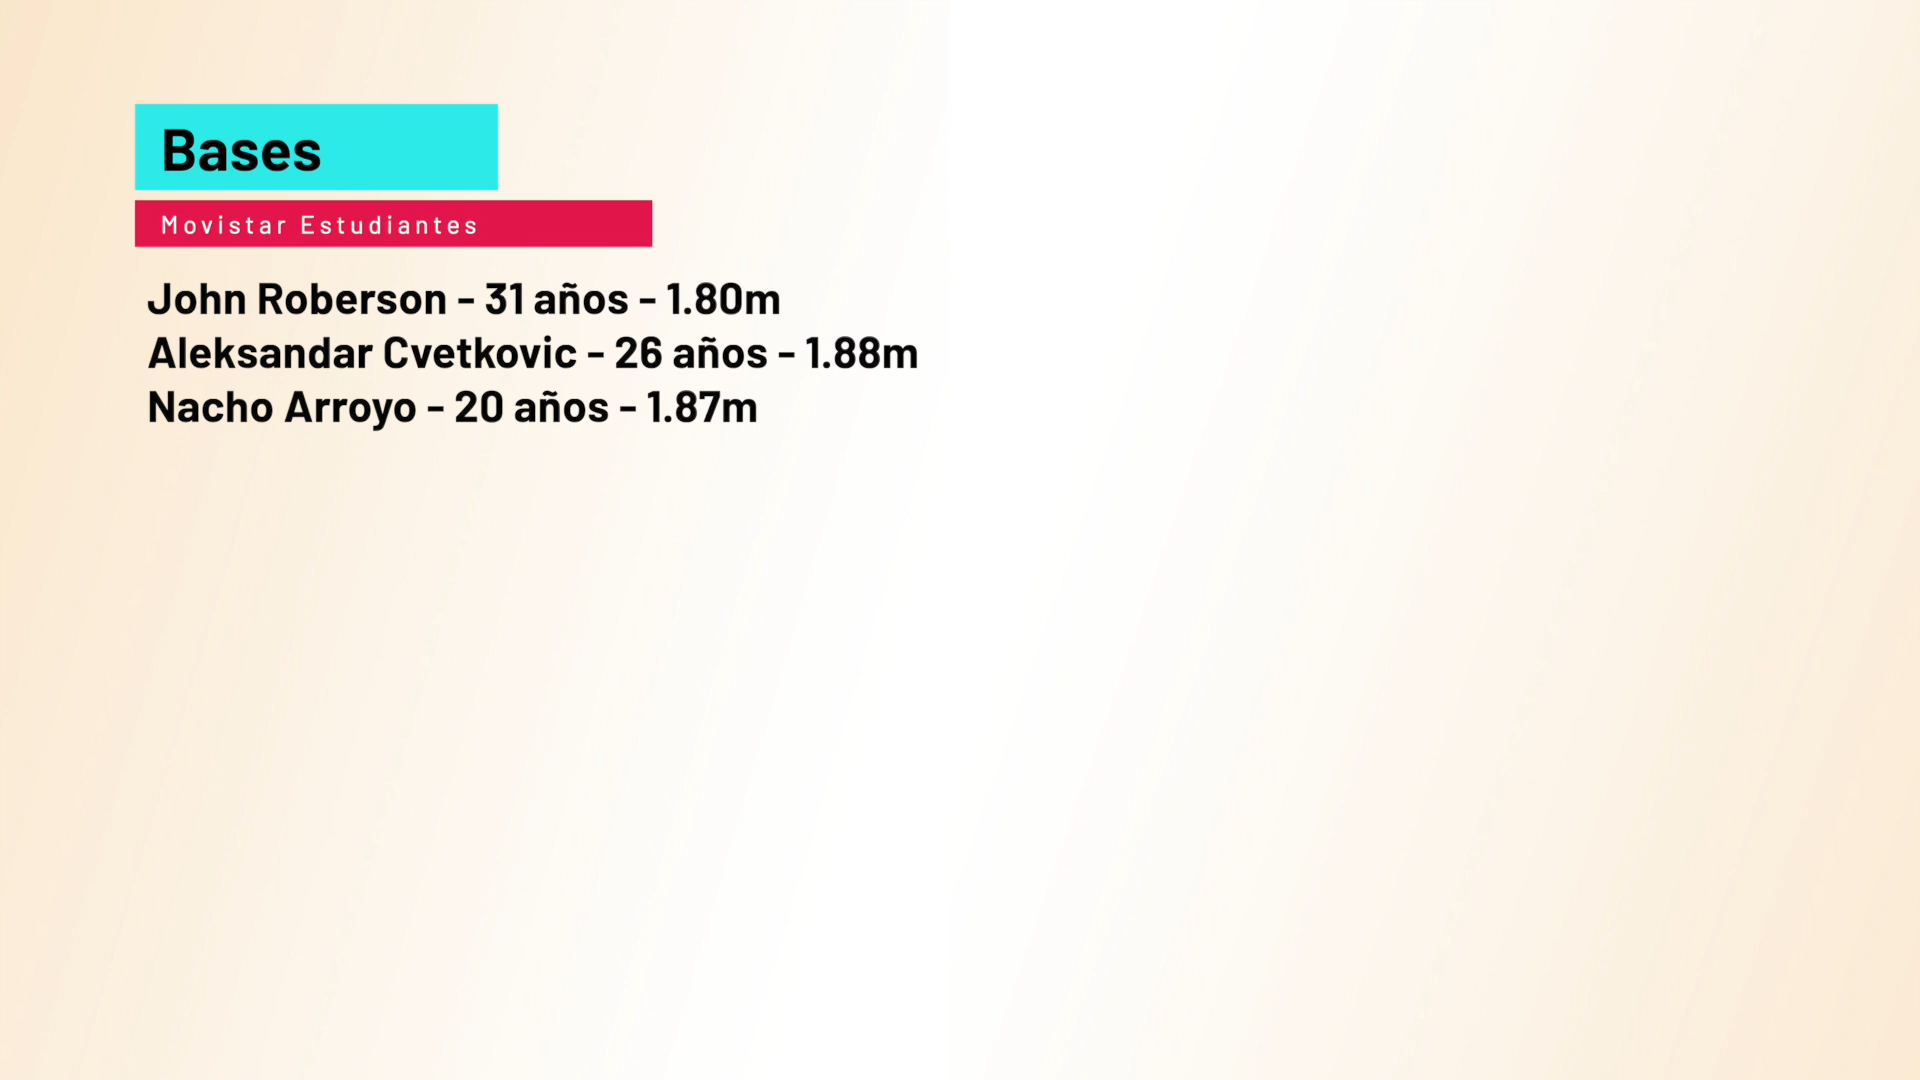 Bases
Movistar Estudiantes
John Roberson - 31 años - 1.80m
Aleksandar Cvetkovic - 26 años - 1.88m
Nacho Arroyo - 20 años - 1.87m